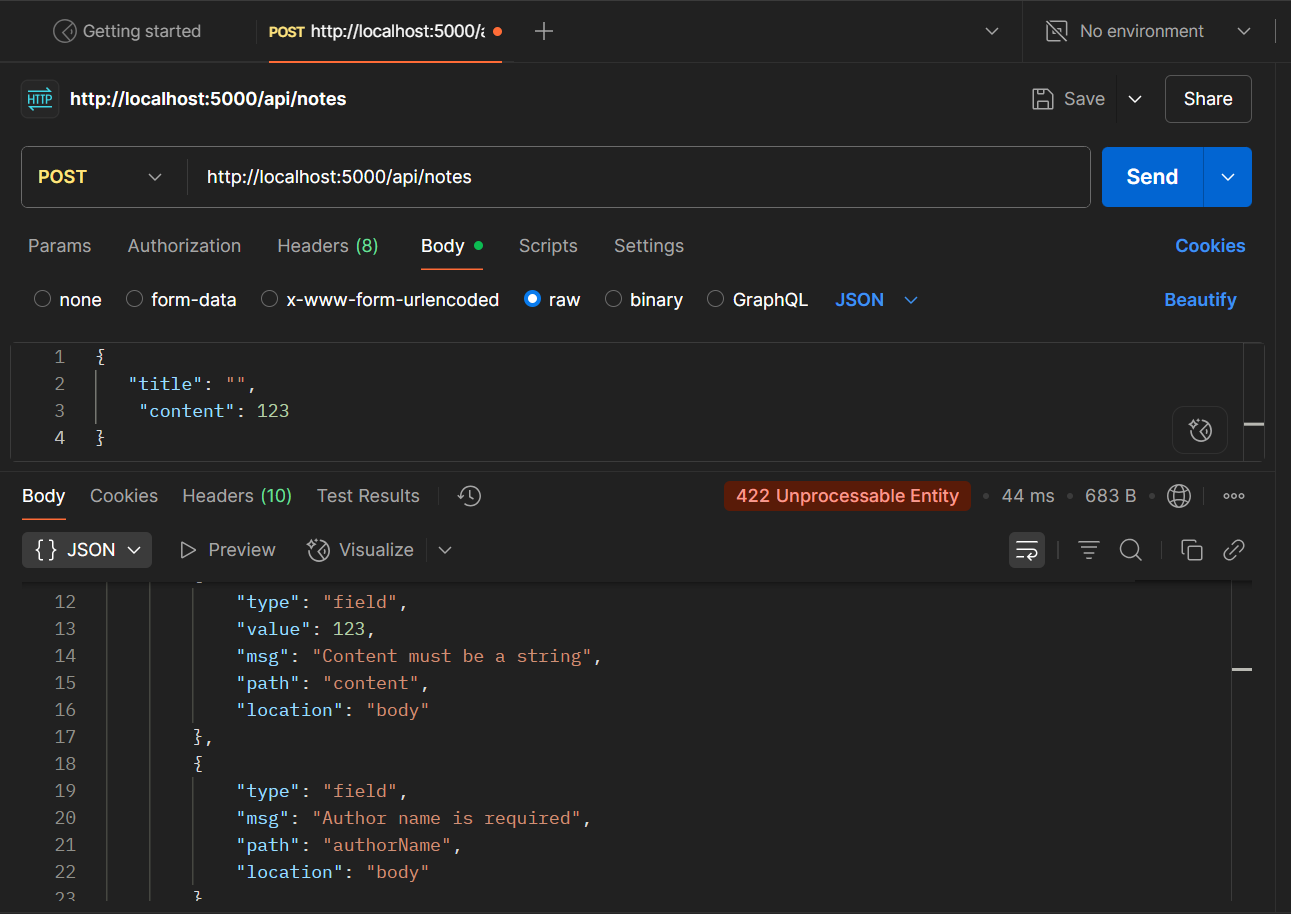 Getting started
POST http://localhost:5000/a
No environment
HTTP http://localhost:5000/api/notes
Save
Share
POST http://localhost:5000/api/notes
Send
Params Authorization Headers (8) Body Scripts Settings Cookies
none form-data x-www-form-urlencoded raw binary GraphQL JSON Beautify
1 {
2 "title": "",
3 "content": 123
4 }
Body Cookies Headers (10) Test Results 422 Unprocessable Entity 44 ms 683 B
{} JSON Preview Visualize
12 "type": "field",
13 "value": 123,
14 "msg": "Content must be a string",
15 "path": "content",
16 "location": "body"
17 },
18 {
19 "type": "field",
20 "msg": "Author name is required",
21 "path": "authorName",
22 "location": "body"
23 }